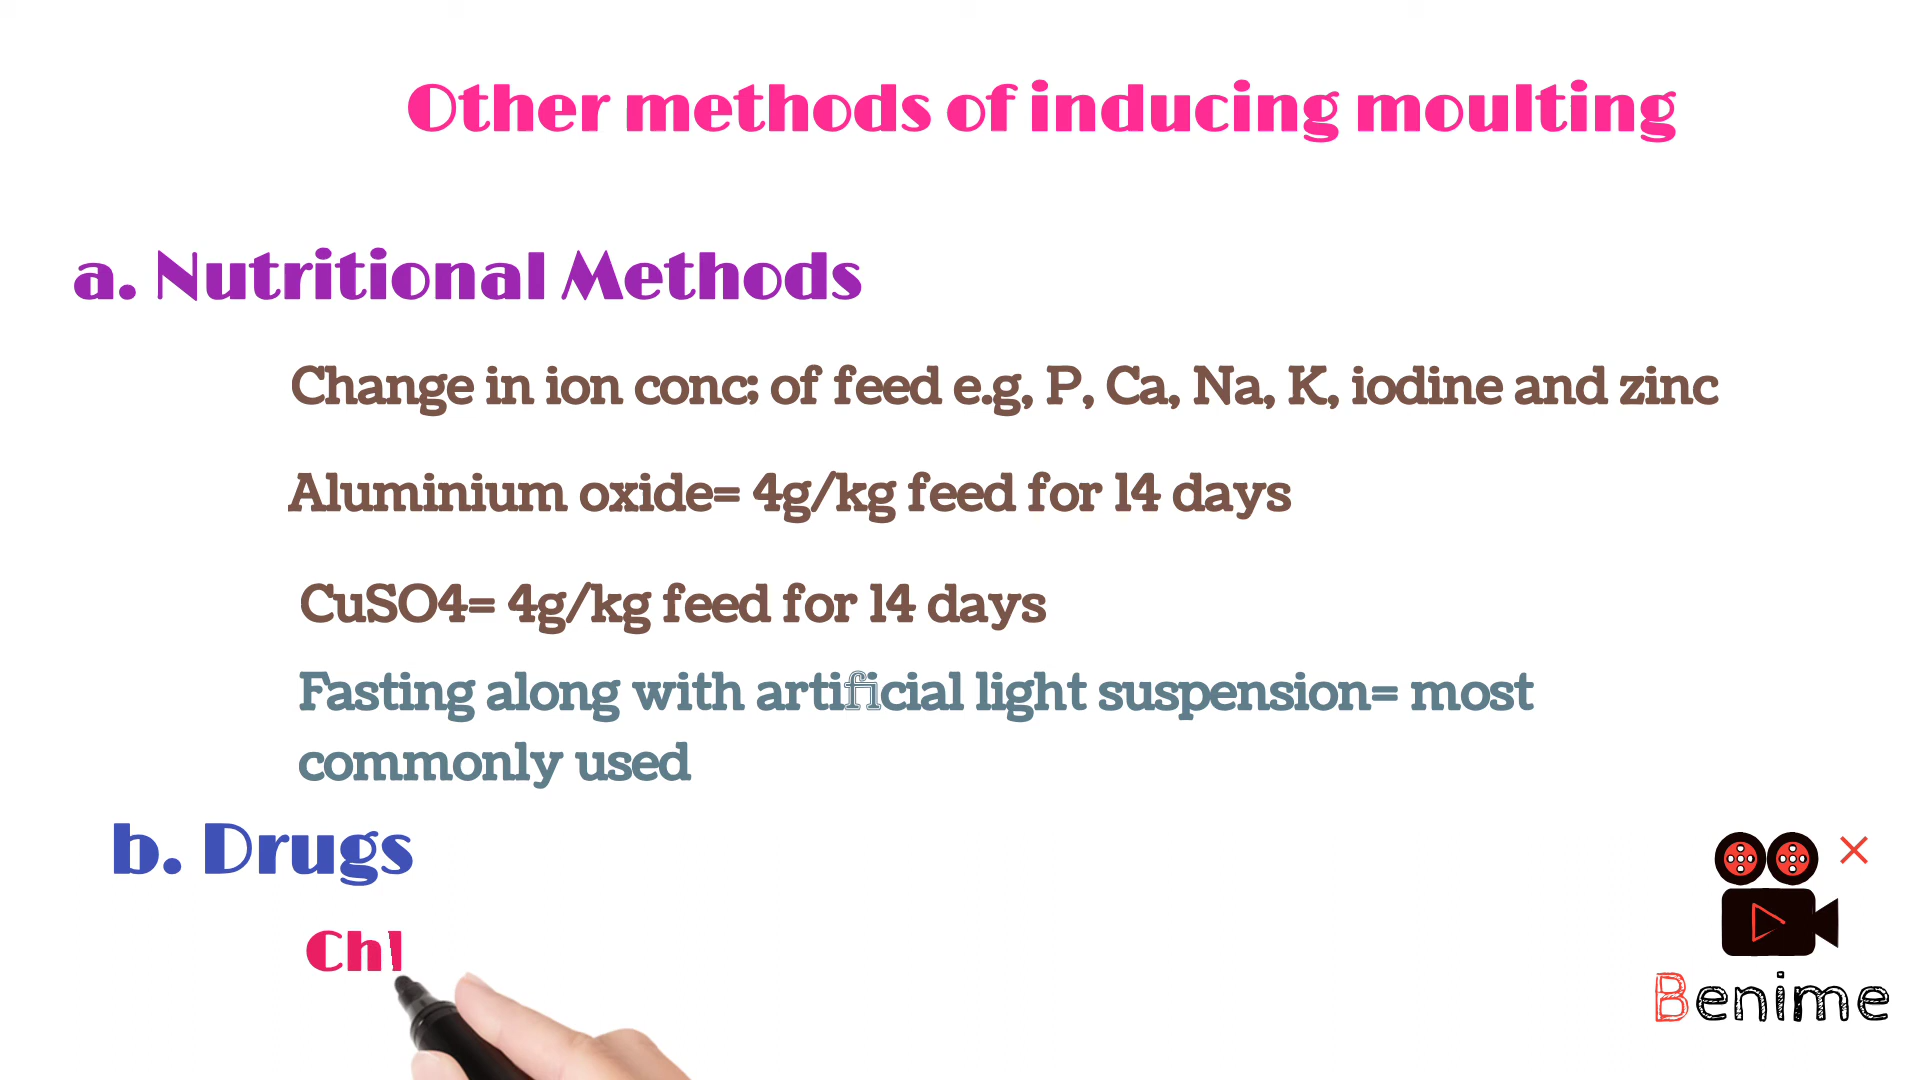 Other methods of inducing moulting
a. Nutritional Methods
Change in ion conc; of feed e.g, P, Ca, Na, K, iodine and zinc
Aluminium oxide= 4g/kg feed for 14 days
CuSO4= 4g/kg feed for 14 days
Fasting along with artificial light suspension= most
commonly used
b. Drugs
Chl
Benime